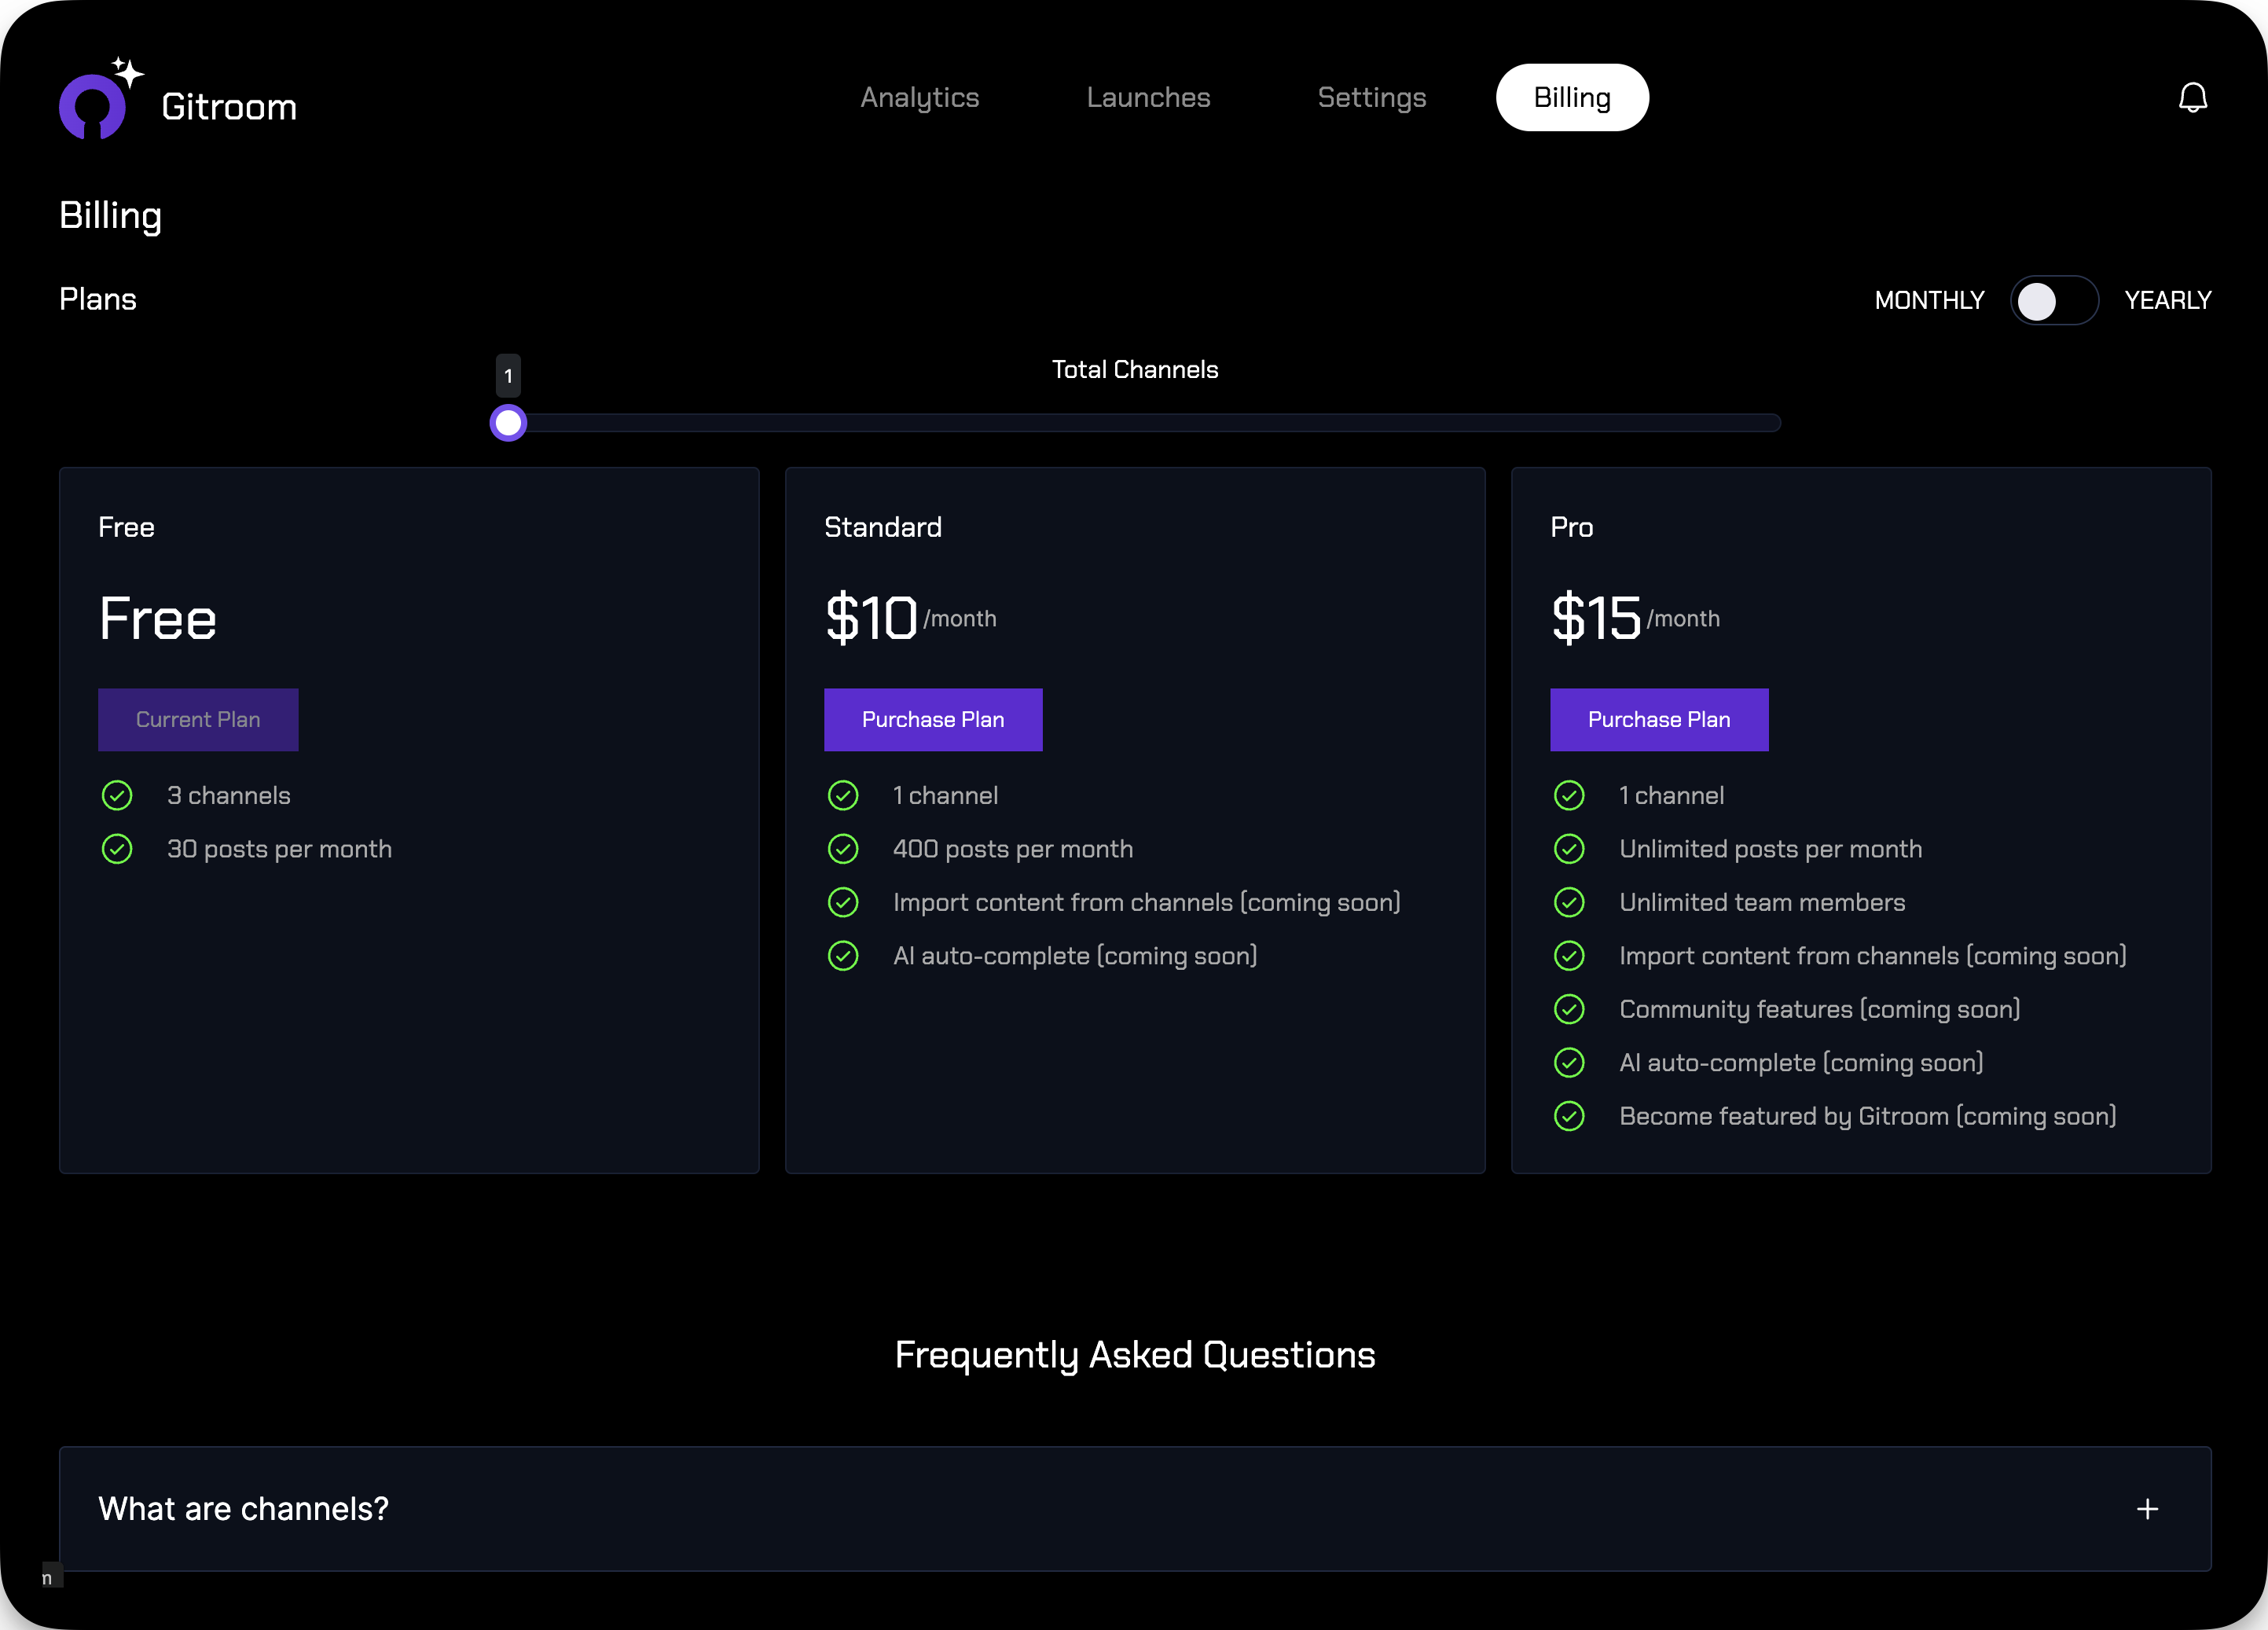 Gitroom
Analytics
Launches
Settings
Billing
Billing
Plans
MONTHLY
YEARLY
Total Channels
1
Free
Free
Current Plan
3 channels
30 posts per month
Standard
$10 /month
Purchase Plan
1 channel
400 posts per month
Import content from channels (coming soon)
AI auto-complete (coming soon)
Pro
$15 /month
Purchase Plan
1 channel
Unlimited posts per month
Unlimited team members
Import content from channels (coming soon)
Community features (coming soon)
AI auto-complete (coming soon)
Become featured by Gitroom (coming soon)
Frequently Asked Questions
What are channels?